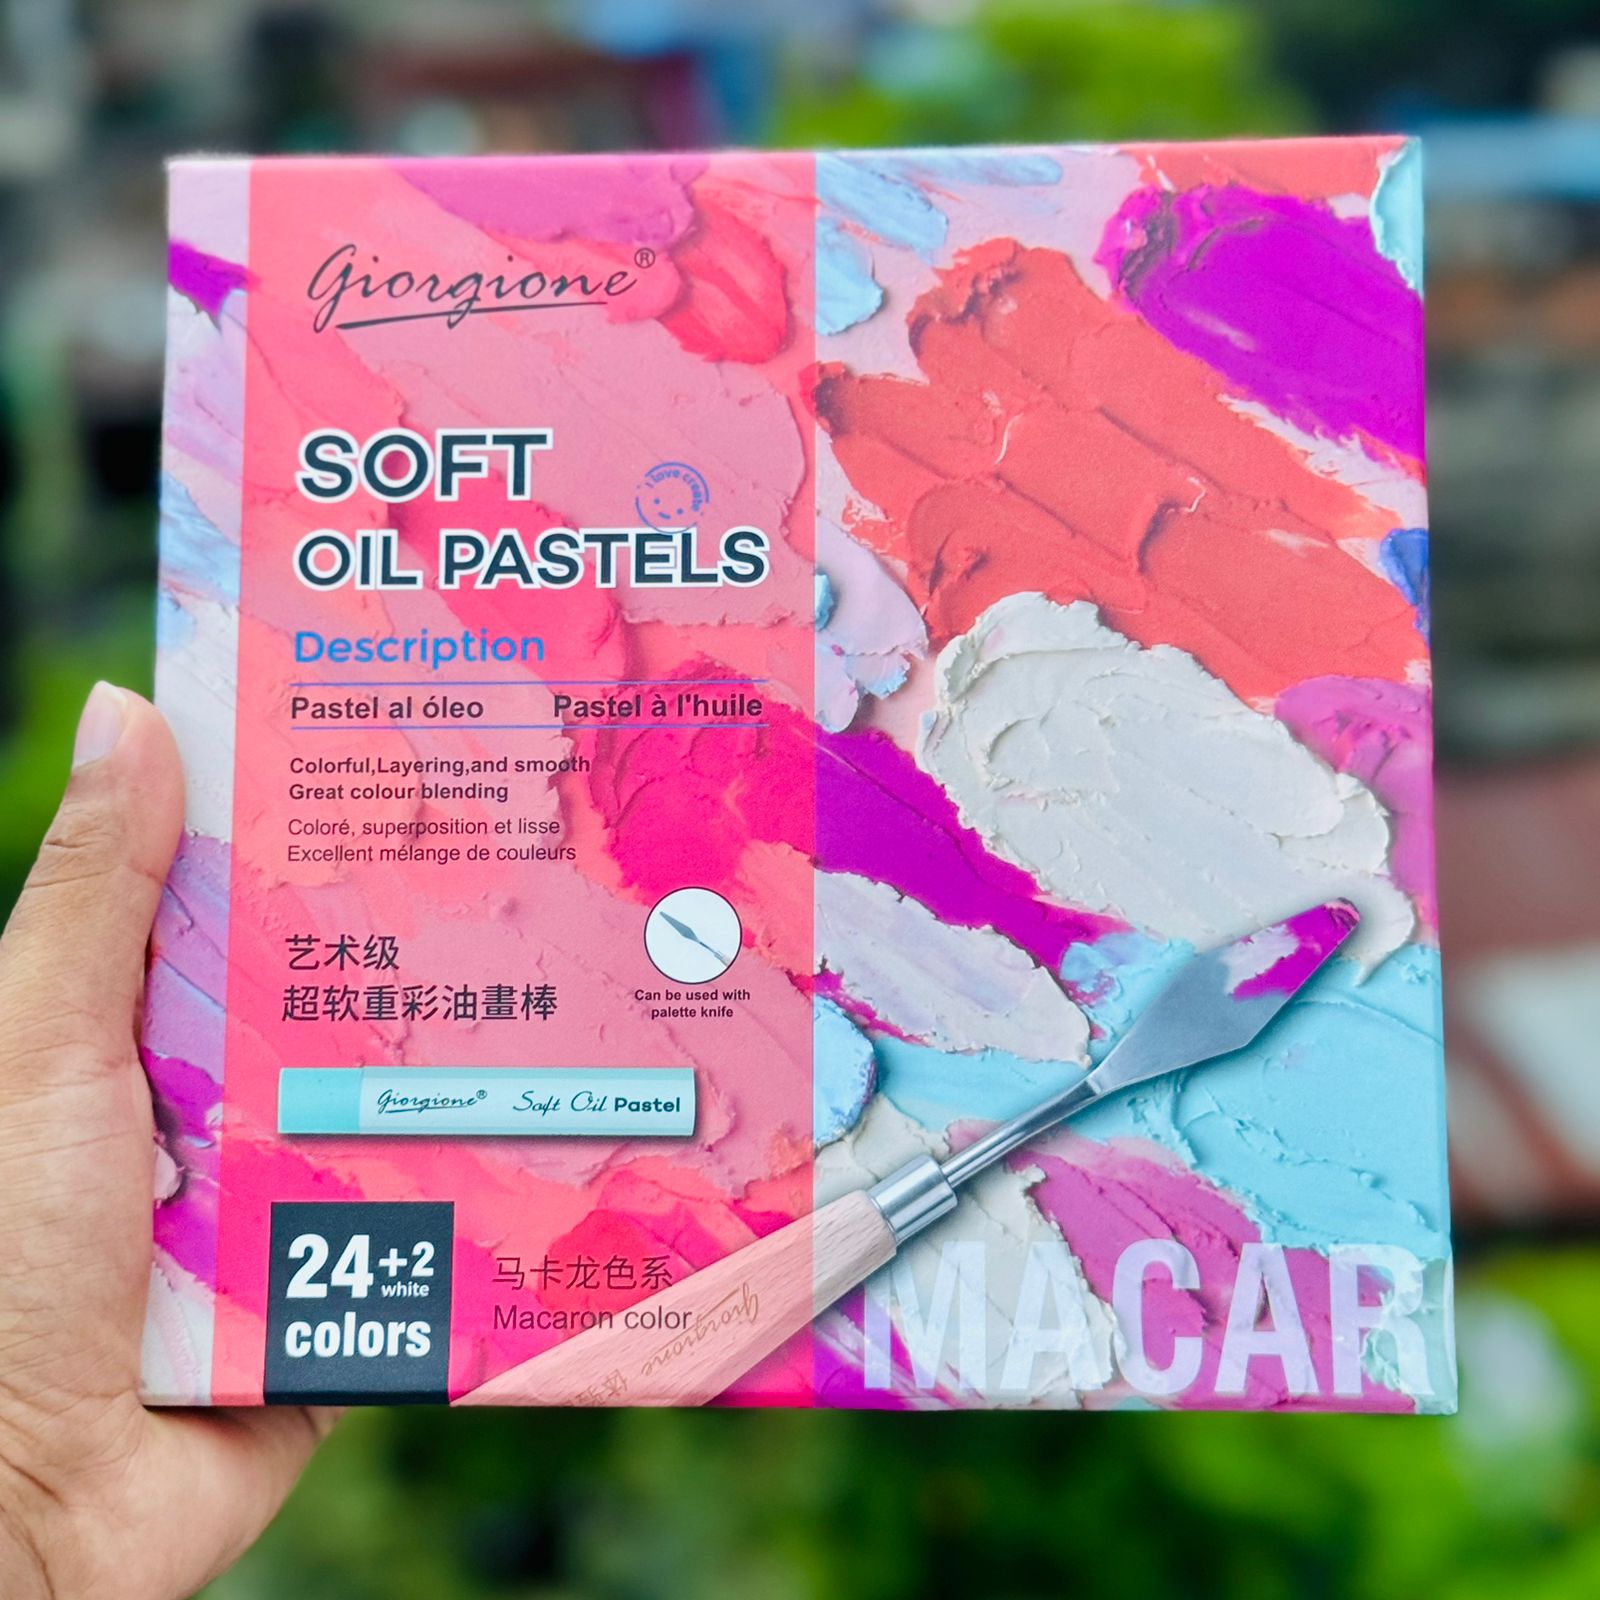 Giorgione®
SOFT
OIL PASTELS
i love create
Description
Pastel al óleo Pastel à l'huile
Colorful,Layering,and smooth
Great colour blending
Coloré, superposition et lisse
Excellent mélange de couleurs
艺术级
超软重彩油畫棒
Can be used with
palette knife
Giorgione® Soft Oil Pastel
24+2
white
colors
马卡龙色系
Macaron color
Giorgione
MACAR